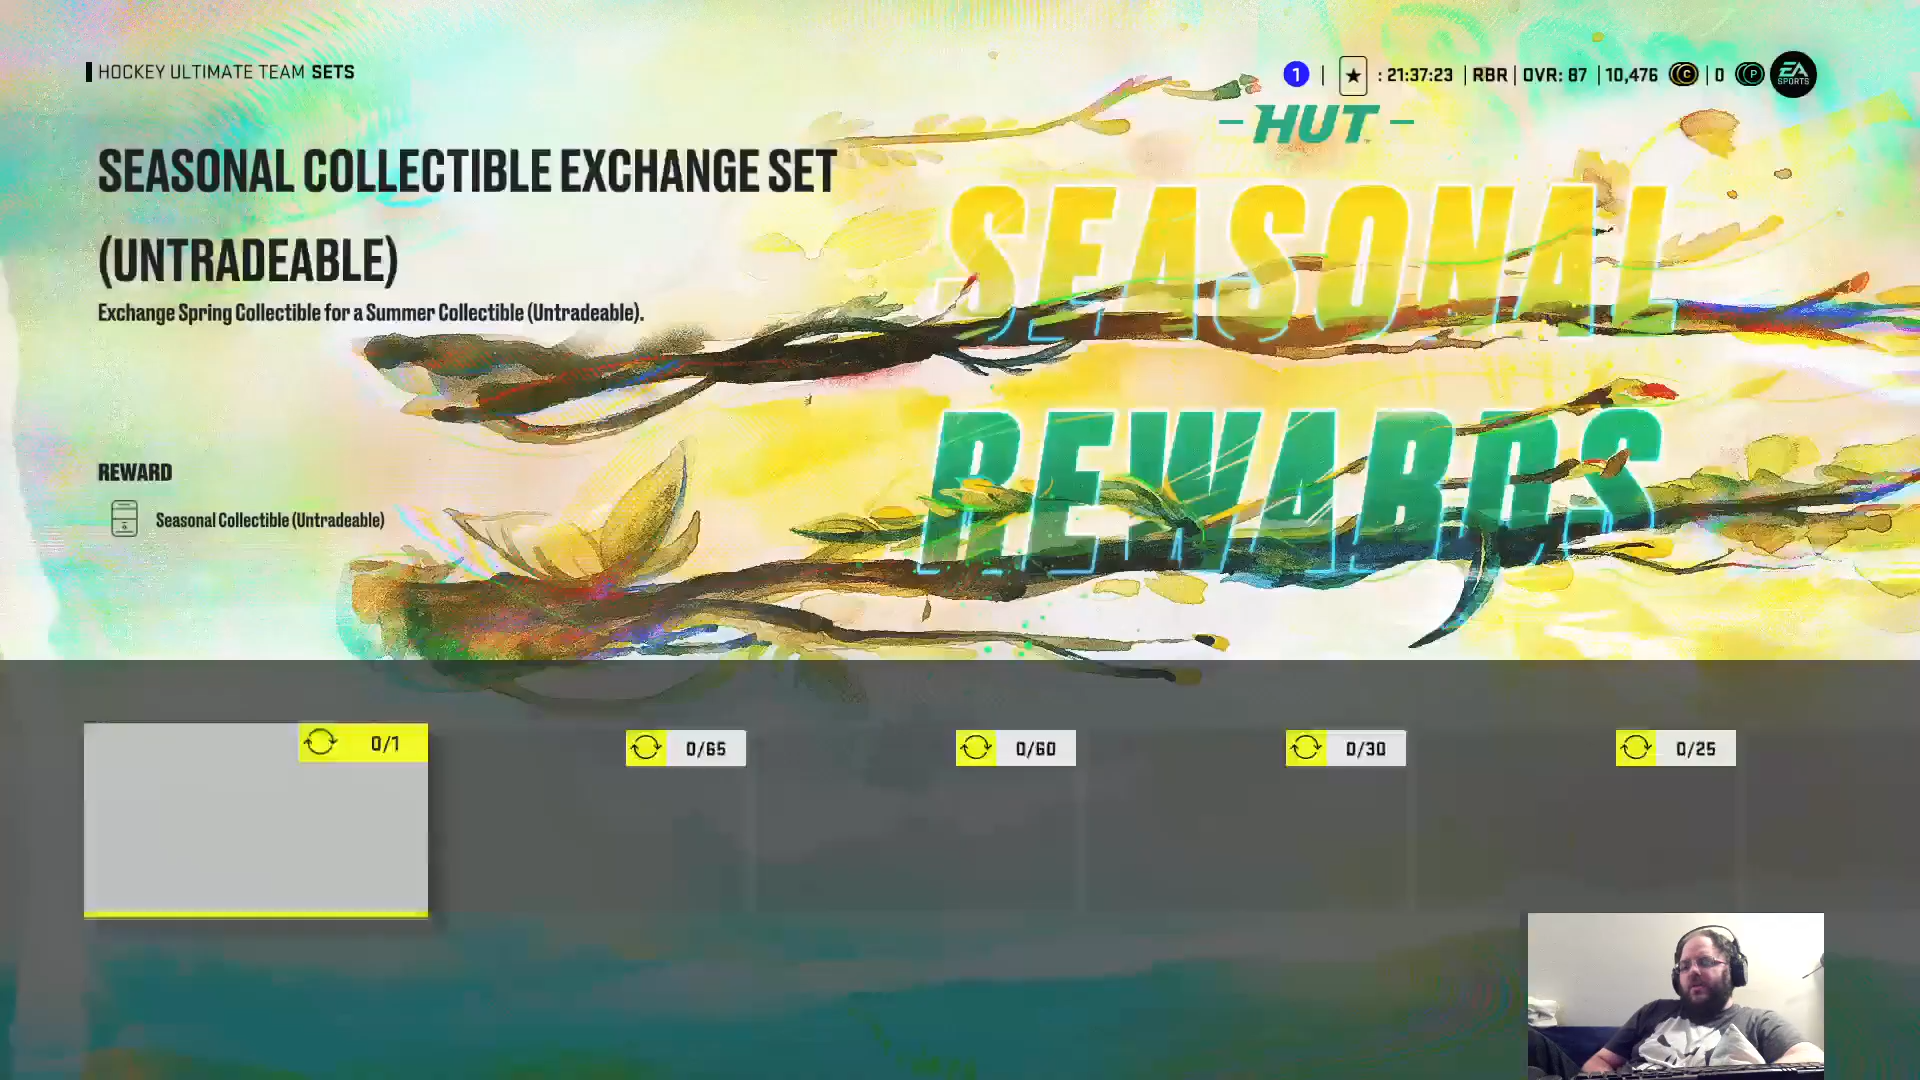 HOCKEY ULTIMATE TEAM SETS
1 | ★ : 21:37:23 | RBR | OVR: 87 | 10,476 C | 0 P EA SPORTS
HUT
SEASONAL COLLECTIBLE EXCHANGE SET
(UNTRADEABLE)
Exchange Spring Collectible for a Summer Collectible (Untradeable).
SEASONAL
REWARDS
REWARD
Seasonal Collectible (Untradeable)
0/1
0/65
0/60
0/30
0/25